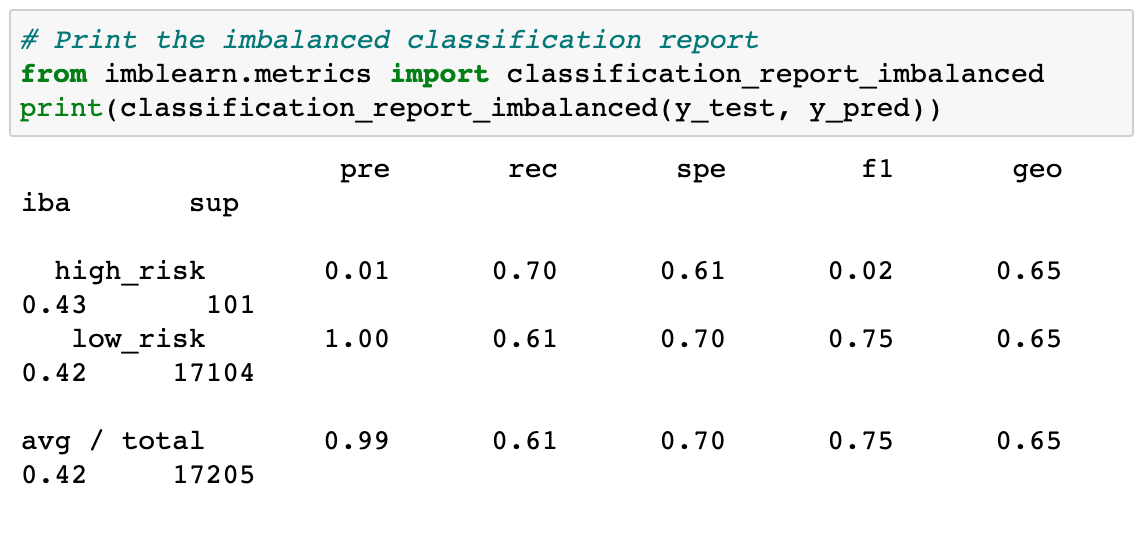 # Print the imbalanced classification report
from imblearn.metrics import classification_report_imbalanced
print(classification_report_imbalanced(y_test, y_pred))
pre rec spe f1 geo
iba sup
high_risk 0.01 0.70 0.61 0.02 0.65
0.43 101
low_risk 1.00 0.61 0.70 0.75 0.65
0.42 17104
avg / total 0.99 0.61 0.70 0.75 0.65
0.42 17205